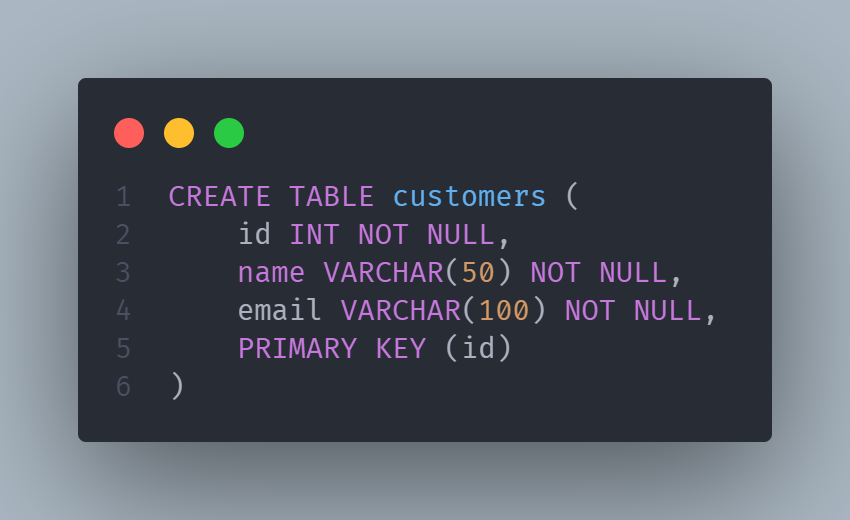 1 CREATE TABLE customers (
2     id INT NOT NULL,
3     name VARCHAR(50) NOT NULL,
4     email VARCHAR(100) NOT NULL,
5     PRIMARY KEY (id)
6 )